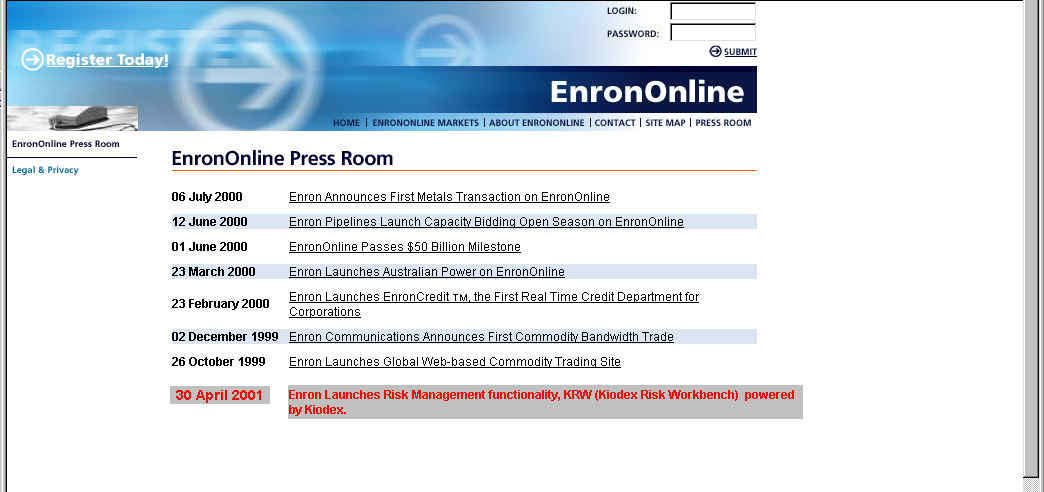 LOGIN:
PASSWORD:
SUBMIT
REGISTER
Register Today!
EnronOnline
HOME | ENRONONLINE MARKETS | ABOUT ENRONONLINE | CONTACT | SITE MAP | PRESS ROOM
EnronOnline Press Room
Legal & Privacy
EnronOnline Press Room
06 July 2000 Enron Announces First Metals Transaction on EnronOnline
12 June 2000 Enron Pipelines Launch Capacity Bidding Open Season on EnronOnline
01 June 2000 EnronOnline Passes $50 Billion Milestone
23 March 2000 Enron Launches Australian Power on EnronOnline
23 February 2000 Enron Launches EnronCredit ™, the First Real Time Credit Department for
Corporations
02 December 1999 Enron Communications Announces First Commodity Bandwidth Trade
26 October 1999 Enron Launches Global Web-based Commodity Trading Site
30 April 2001 Enron Launches Risk Management functionality, KRW (Kiodex Risk Workbench) powered
by Kiodex.